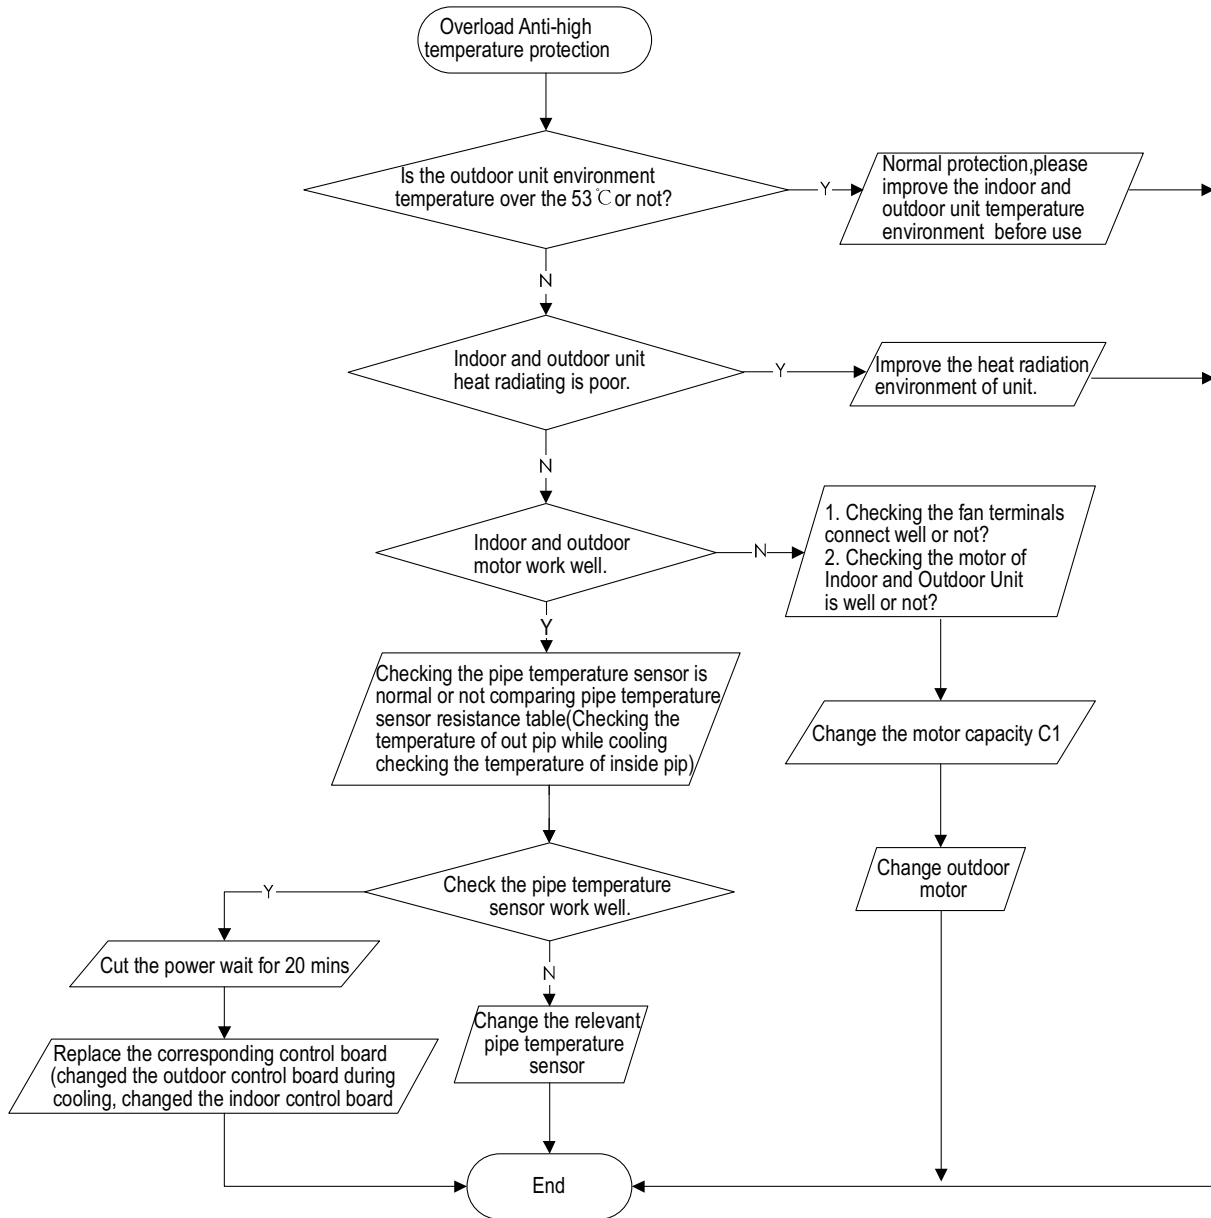 Overload Anti-high
temperature protection
Is the outdoor unit environment
temperature over the 53℃ or not?
Y
Normal protection,please
improve the indoor and
outdoor unit temperature
environment before use
N
Indoor and outdoor unit
heat radiating is poor.
Y
Improve the heat radiation
environment of unit.
N
Indoor and outdoor
motor work well.
N
1. Checking the fan terminals
connect well or not?
2. Checking the motor of
Indoor and Outdoor Unit
is well or not?
Y
Checking the pipe temperature sensor is
normal or not comparing pipe temperature
sensor resistance table(Checking the
temperature of out pip while cooling
checking the temperature of inside pip)
Change the motor capacity C1
Change outdoor
motor
Check the pipe temperature
sensor work well.
Y
Cut the power wait for 20 mins
N
Change the relevant
pipe temperature
sensor
Replace the corresponding control board
(changed the outdoor control board during
cooling, changed the indoor control board
End